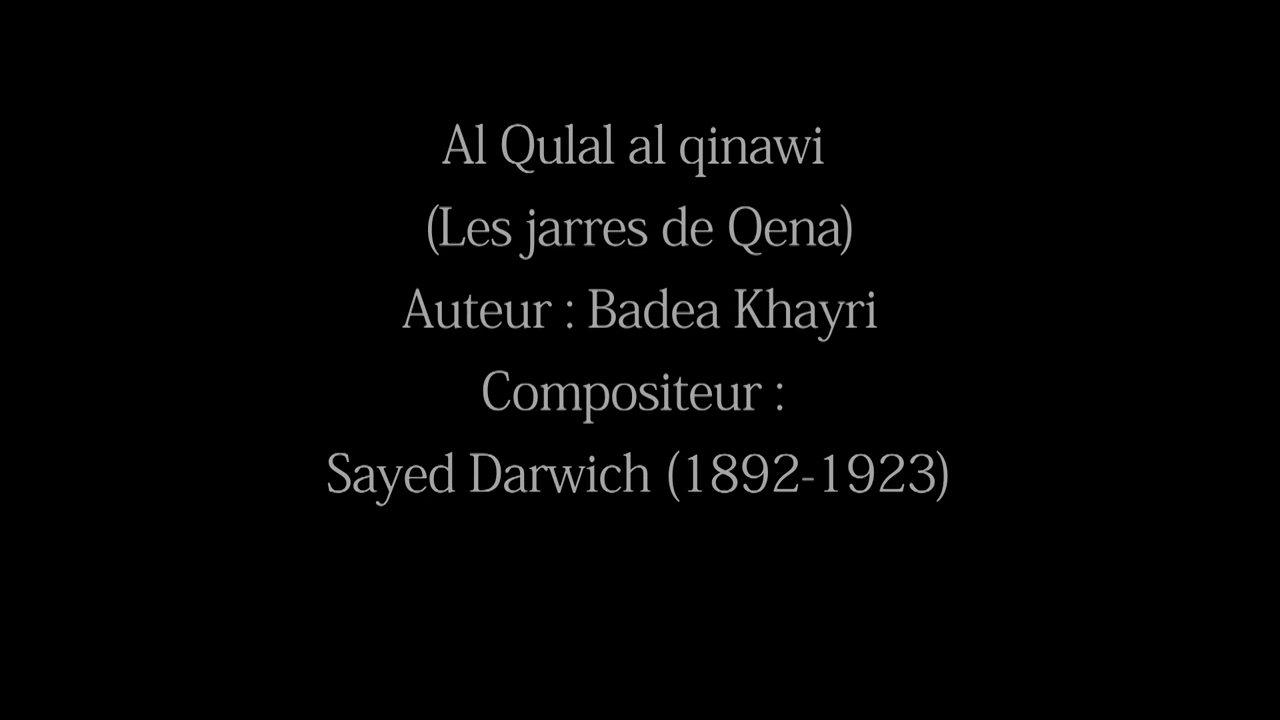 Al Qulal al qinawi
(Les jarres de Qena)
Auteur : Badea Khayri
Compositeur :
Sayed Darwich (1892-1923)